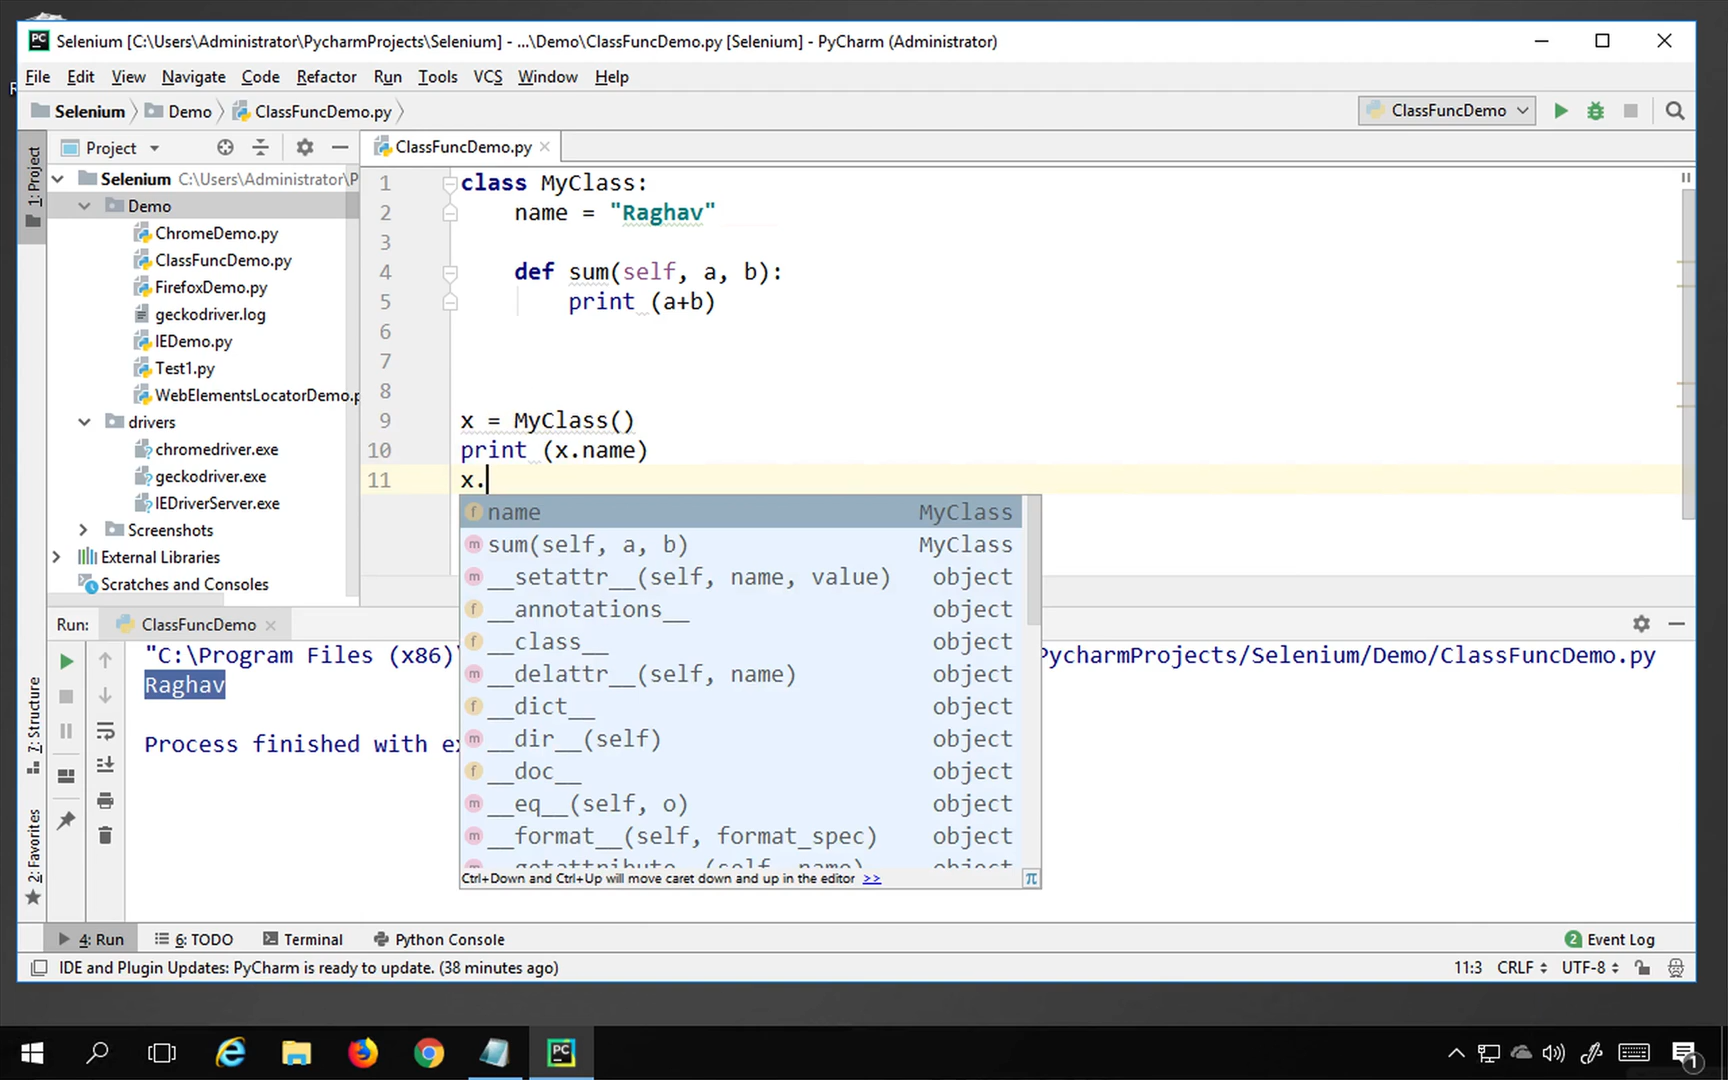 Selenium [C:\Users\Administrator\PycharmProjects\Selenium] - ...\Demo\ClassFuncDemo.py [Selenium] - PyCharm (Administrator)
File Edit View Navigate Code Refactor Run Tools VCS Window Help
Selenium Demo ClassFuncDemo.py ClassFuncDemo
1: Project
Project ClassFuncDemo.py
Selenium C:\Users\Administrator\P
Demo
ChromeDemo.py
ClassFuncDemo.py
FirefoxDemo.py
geckodriver.log
IEDemo.py
Test1.py
WebElementsLocatorDemo.p
drivers
chromedriver.exe
geckodriver.exe
IEDriverServer.exe
Screenshots
External Libraries
Scratches and Consoles
1 class MyClass:
2 name = "Raghav"
3
4 def sum(self, a, b):
5 print (a+b)
6
7
8
9 x = MyClass()
10 print (x.name)
11 x.
name MyClass
sum(self, a, b) MyClass
__setattr__(self, name, value) object
__annotations__ object
__class__ object
__delattr__(self, name) object
__dict__ object
__dir__(self) object
__doc__ object
__eq__(self, o) object
__format__(self, format_spec) object
Ctrl+Down and Ctrl+Up will move caret down and up in the editor >> π
Run: ClassFuncDemo
"C:\Program Files (x86)\ PycharmProjects/Selenium/Demo/ClassFuncDemo.py
Raghav
Process finished with ex
7: Structure
2: Favorites
4: Run 6: TODO Terminal Python Console 2 Event Log
IDE and Plugin Updates: PyCharm is ready to update. (38 minutes ago) 11:3 CRLF UTF-8
PC
1